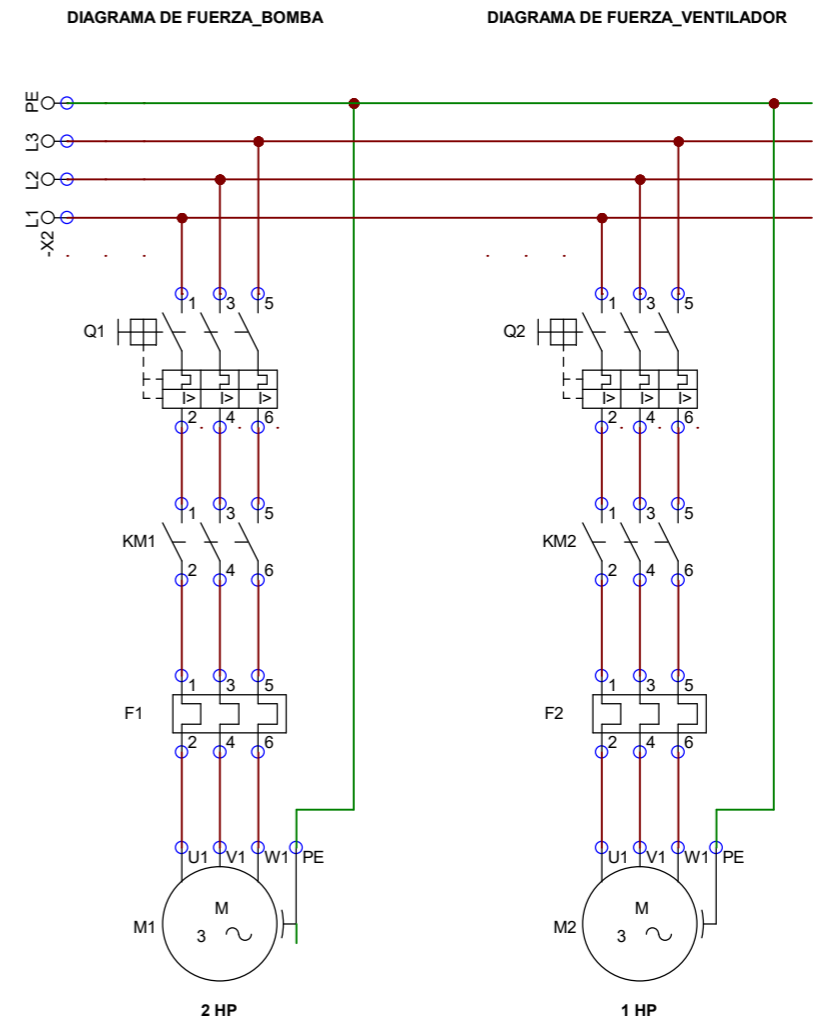 DIAGRAMA DE FUERZA_BOMBA
DIAGRAMA DE FUERZA_VENTILADOR
PE
L3
L2
L1
-X2
1 3 5
1 3 5
Q1
Q2
I> I> I>
I> I> I>
2 4 6
2 4 6
1 3 5
1 3 5
KM1
KM2
2 4 6
2 4 6
1 3 5
1 3 5
F1
F2
2 4 6
2 4 6
U1 V1 W1 PE
U1 V1 W1 PE
M
M
M1
M2
3
3
2 HP
1 HP